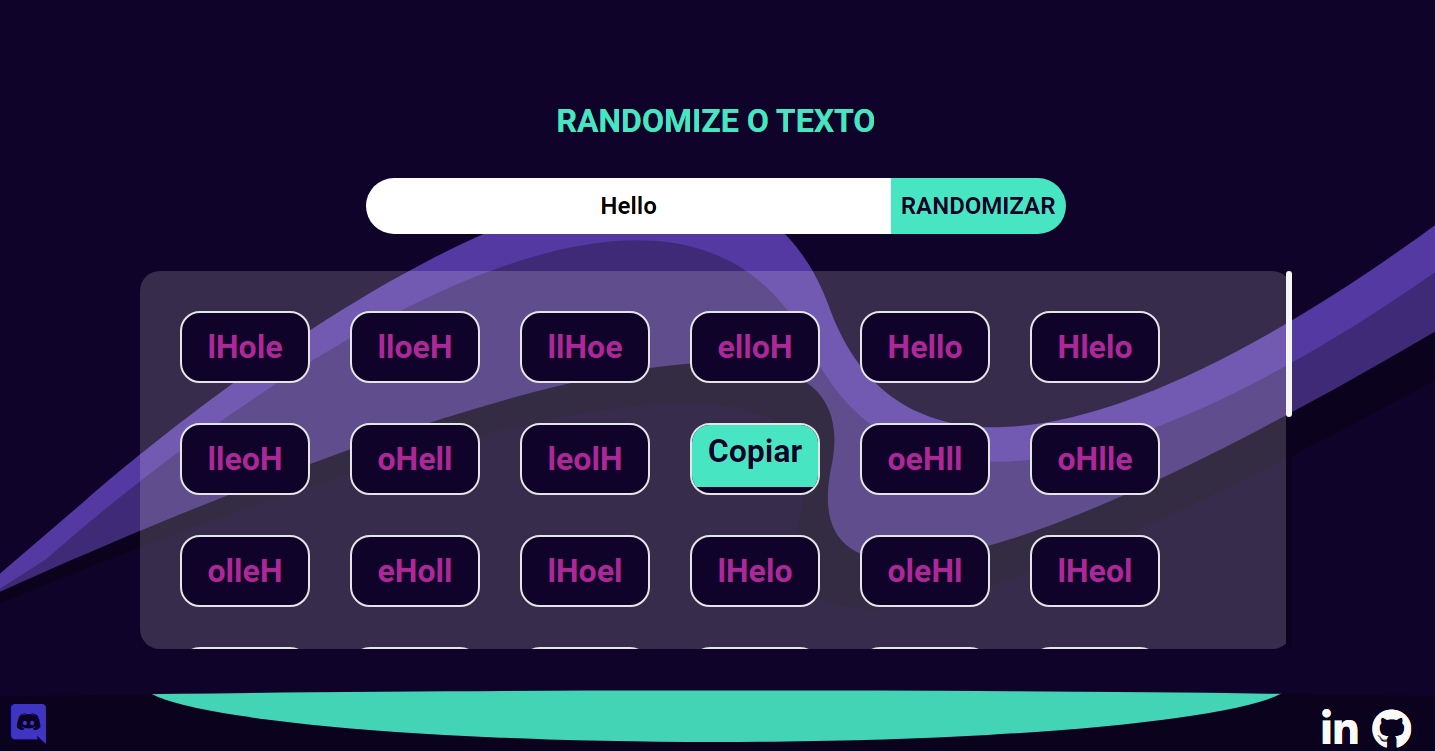 RANDOMIZE O TEXTO
Hello RANDOMIZAR
lHole lloeH llHoe elloH Hello Hlelo
lleoH oHell leolH Copiar oeHll oHlle
olleH eHoll lHoel lHelo oleHl lHeol
in